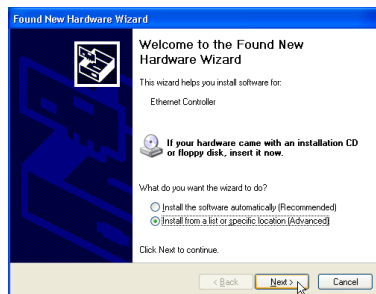 Found New Hardware Wizard
Welcome to the Found New
Hardware Wizard
This wizard helps you install software for:
Ethernet Controller
If your hardware came with an installation CD
or floppy disk, insert it now.
What do you want the wizard to do?
Install the software automatically (Recommended)
Install from a list or specific location (Advanced)
Click Next to continue.
< Back Next > Cancel